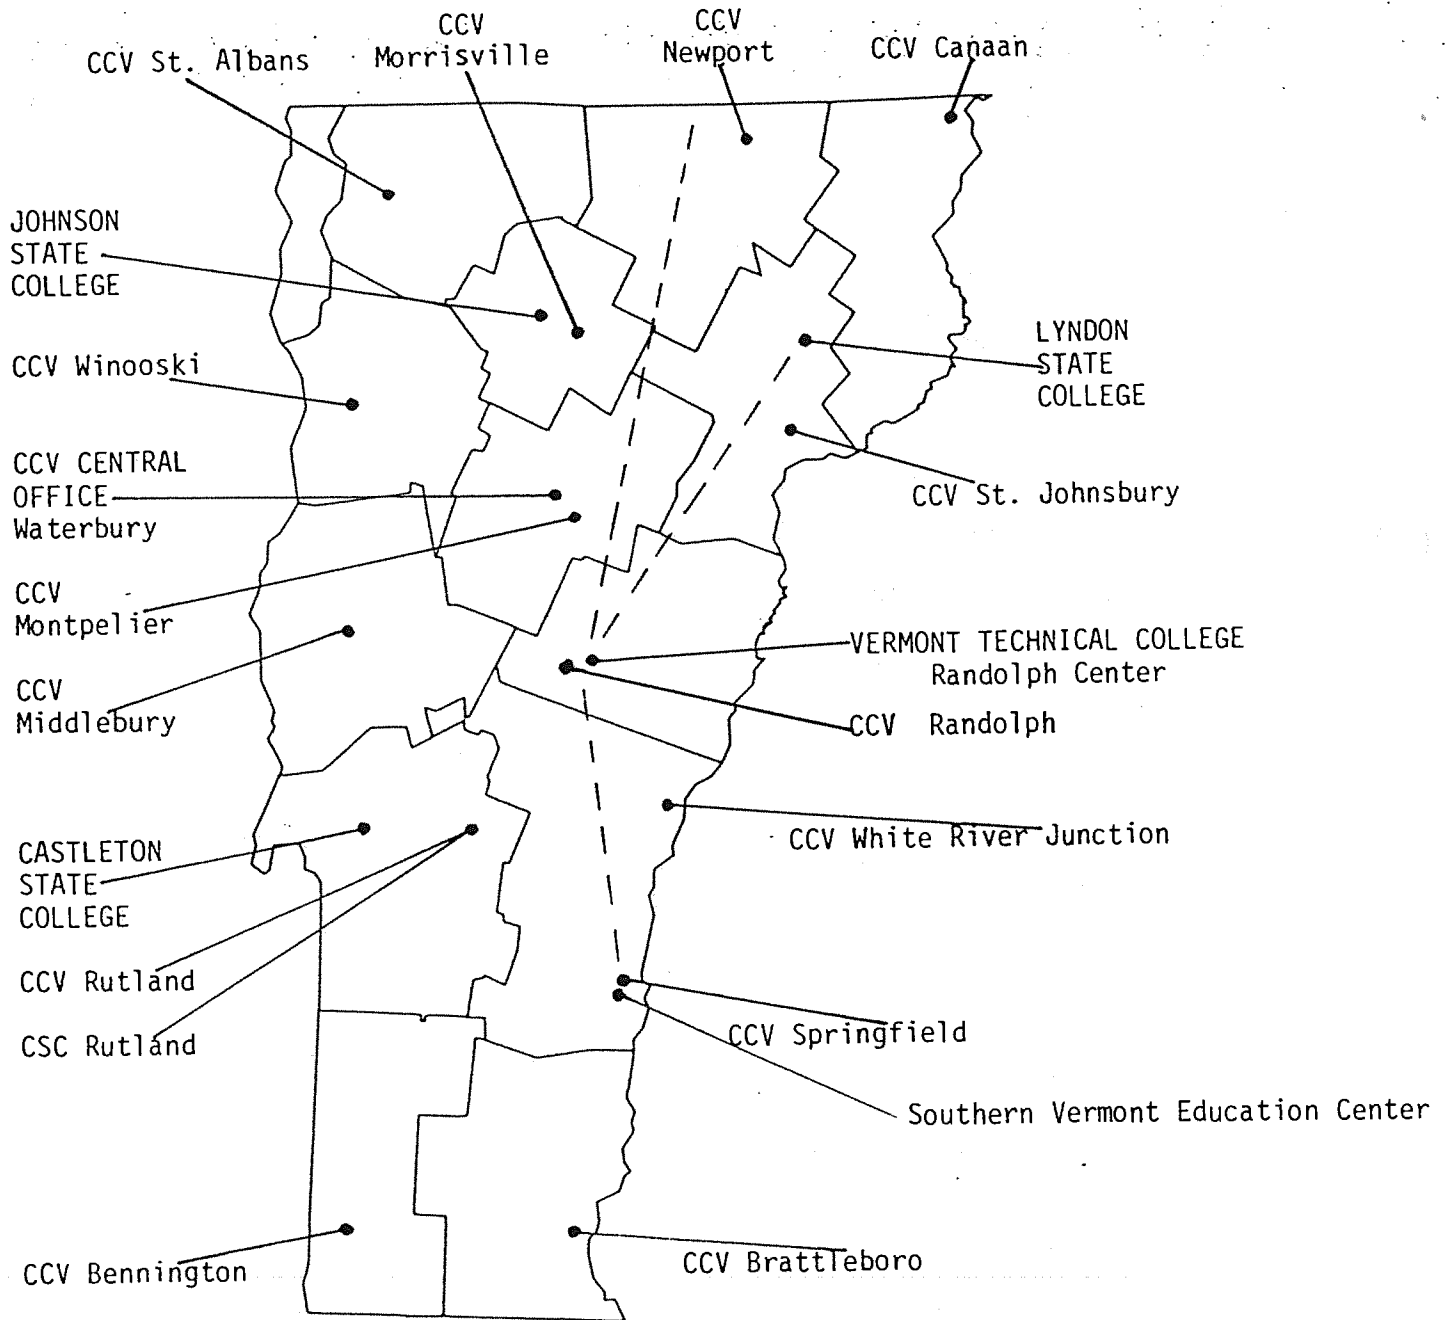 CCV
Morrisville
CCV
Newport
CCV Canaan
CCV St. Albans
JOHNSON
STATE
COLLEGE
LYNDON
STATE
COLLEGE
CCV Winooski
CCV CENTRAL
OFFICE
Waterbury
CCV St. Johnsbury
CCV
Montpelier
VERMONT TECHNICAL COLLEGE
Randolph Center
CCV
Middlebury
CCV Randolph
CCV White River Junction
CASTLETON
STATE
COLLEGE
CCV Rutland
CSC Rutland
CCV Springfield
Southern Vermont Education Center
CCV Bennington
CCV Brattleboro